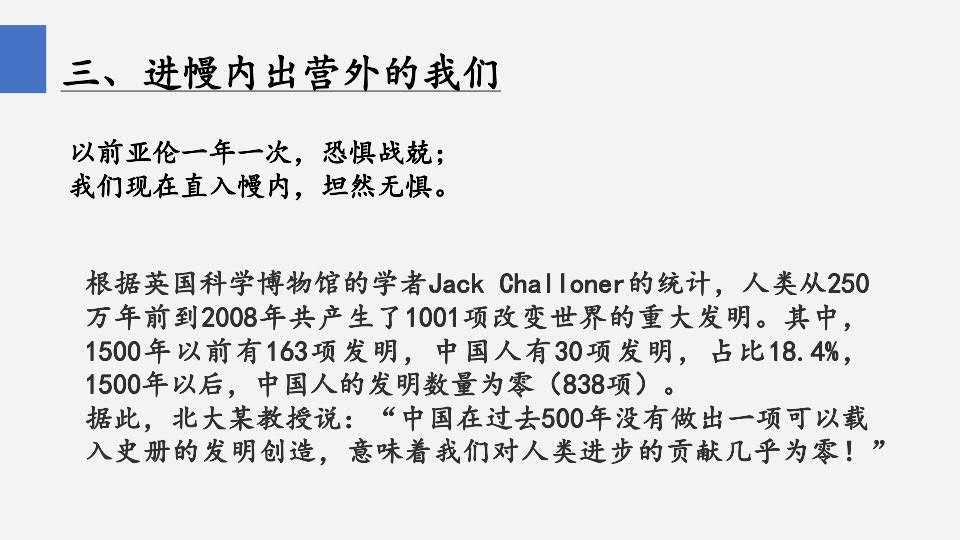 三、进幔内出营外的我们
以前亚伦一年一次，恐惧战兢；
我们现在直入幔内，坦然无惧。
根据英国科学博物馆的学者Jack Challoner的统计，人类从250
万年前到2008年共产生了1001项改变世界的重大发明。其中，
1500年以前有163项发明，中国人有30项发明，占比18.4%，
1500年以后，中国人的发明数量为零（838项）。
据此，北大某教授说：“中国在过去500年没有做出一项可以载
入史册的发明创造，意味着我们对人类进步的贡献几乎为零！”